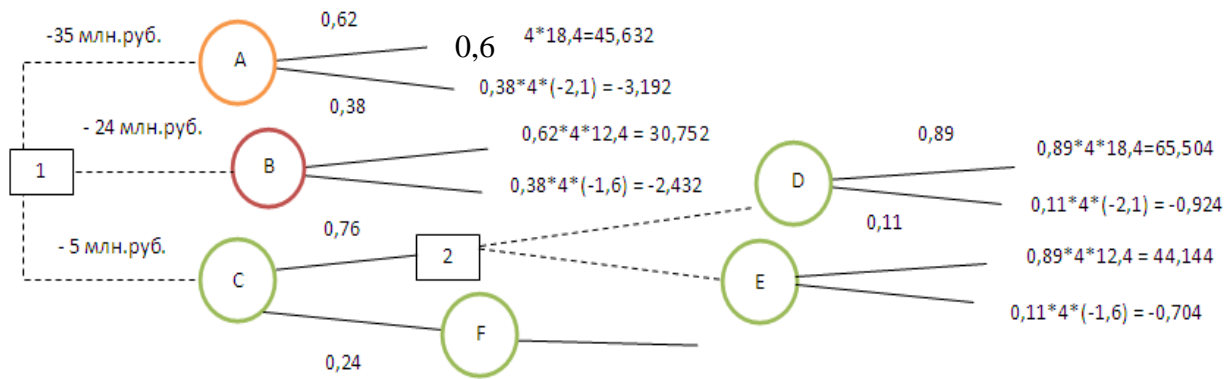 0,62
-35 млн.руб.
A
0,6
4*18,4=45,632
0,38*4*(-2,1) = -3,192
0,38
- 24 млн.руб.
0,62*4*12,4 = 30,752
0,89
0,89*4*18,4=65,504
1
B
D
0,38*4*(-1,6) = -2,432
0,11*4*(-2,1) = -0,924
0,76
0,11
- 5 млн.руб.
2
0,89*4*12,4 = 44,144
C
E
0,11*4*(-1,6) = -0,704
F
0,24